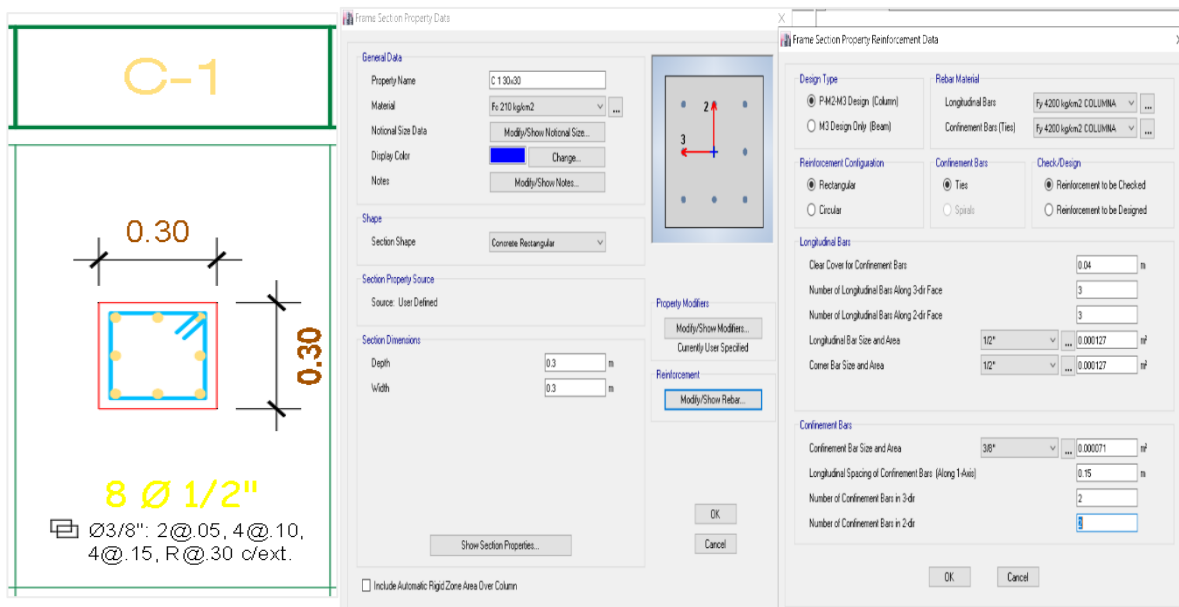 C-1
0.30
0.30
8 Ø 1/2"
Ø3/8": 2@.05, 4@.10,
4@.15, R@.30 c/ext.
Frame Section Property Data
General Data
Property Name C 1 30x30
Material Fc 210 kg/km2 ...
Notional Size Data Modify/Show Notional Size...
Display Color Change...
Notes Modify/Show Notes...
2
3
Shape
Section Shape Concrete Rectangular
Section Property Source
Source: User Defined
Section Dimensions
Depth 0.3 m
Width 0.3 m
Property Modifiers
Modify/Show Modifiers...
Currently User Specified
Reinforcement
Modify/Show Rebar...
OK
Cancel
Show Section Properties...
Include Automatic Rigid Zone Area Over Column
Frame Section Property Reinforcement Data
Design Type
P-M2-M3 Design (Column)
M3 Design Only (Beam)
Rebar Material
Longitudinal Bars Fy 4200 kg/km2 COLUMNA ...
Confinement Bars (Ties) Fy 4200 kg/km2 COLUMNA ...
Reinforcement Configuration
Rectangular
Circular
Confinement Bars
Ties
Spirals
Check/Design
Reinforcement to be Checked
Reinforcement to be Designed
Longitudinal Bars
Clear Cover for Confinement Bars 0.04 m
Number of Longitudinal Bars Along 3-dir Face 3
Number of Longitudinal Bars Along 2-dir Face 3
Longitudinal Bar Size and Area 1/2" ... 0.000127 m²
Corner Bar Size and Area 1/2" ... 0.000127 m²
Confinement Bars
Confinement Bar Size and Area 3/8" ... 0.000071 m²
Longitudinal Spacing of Confinement Bars (Along 1-Axis) 0.15 m
Number of Confinement Bars in 3-dir 2
Number of Confinement Bars in 2-dir
OK
Cancel